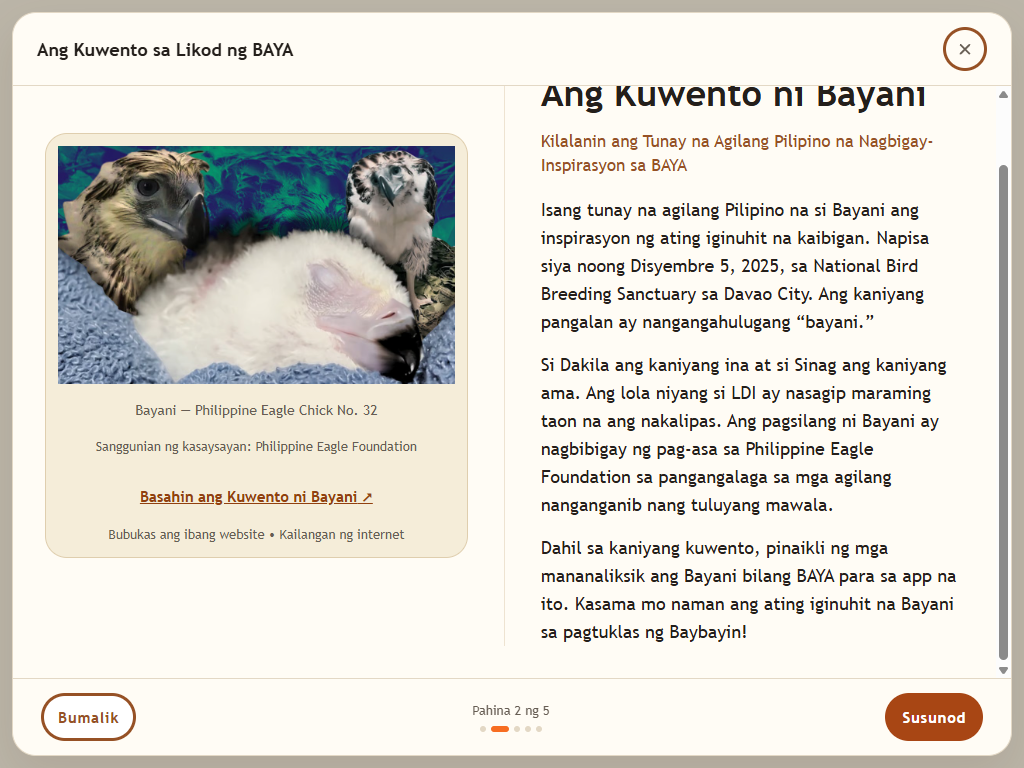 Ang Kuwento sa Likod ng BAYA
Bayani — Philippine Eagle Chick No. 32
Sanggunian ng kasaysayan: Philippine Eagle Foundation
Basahin ang Kuwento ni Bayani ↗
Bubukas ang ibang website • Kailangan ng internet
Ang Kuwento ni Bayani
Kilalanin ang Tunay na Agilang Pilipino na Nagbigay-
Inspirasyon sa BAYA
Isang tunay na agilang Pilipino na si Bayani ang
inspirasyon ng ating iginuhit na kaibigan. Napisa
siya noong Disyembre 5, 2025, sa National Bird
Breeding Sanctuary sa Davao City. Ang kaniyang
pangalan ay nangangahulugang “bayani.”
Si Dakila ang kaniyang ina at si Sinag ang kaniyang
ama. Ang lola niyang si LDI ay nasagip maraming
taon na ang nakalipas. Ang pagsilang ni Bayani ay
nagbibigay ng pag-asa sa Philippine Eagle
Foundation sa pangangalaga sa mga agilang
nanganganib nang tuluyang mawala.
Dahil sa kaniyang kuwento, pinaikli ng mga
mananaliksik ang Bayani bilang BAYA para sa app na
ito. Kasama mo naman ang ating iginuhit na Bayani
sa pagtuklas ng Baybayin!
Bumalik
Pahina 2 ng 5
Susunod